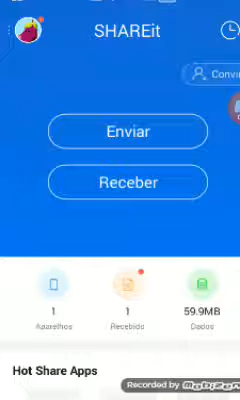 SHAREit
Convi
Enviar
Receber
1 1 59.9MB
Aparelhos Recebido Dados
Hot Share Apps
Recorded by